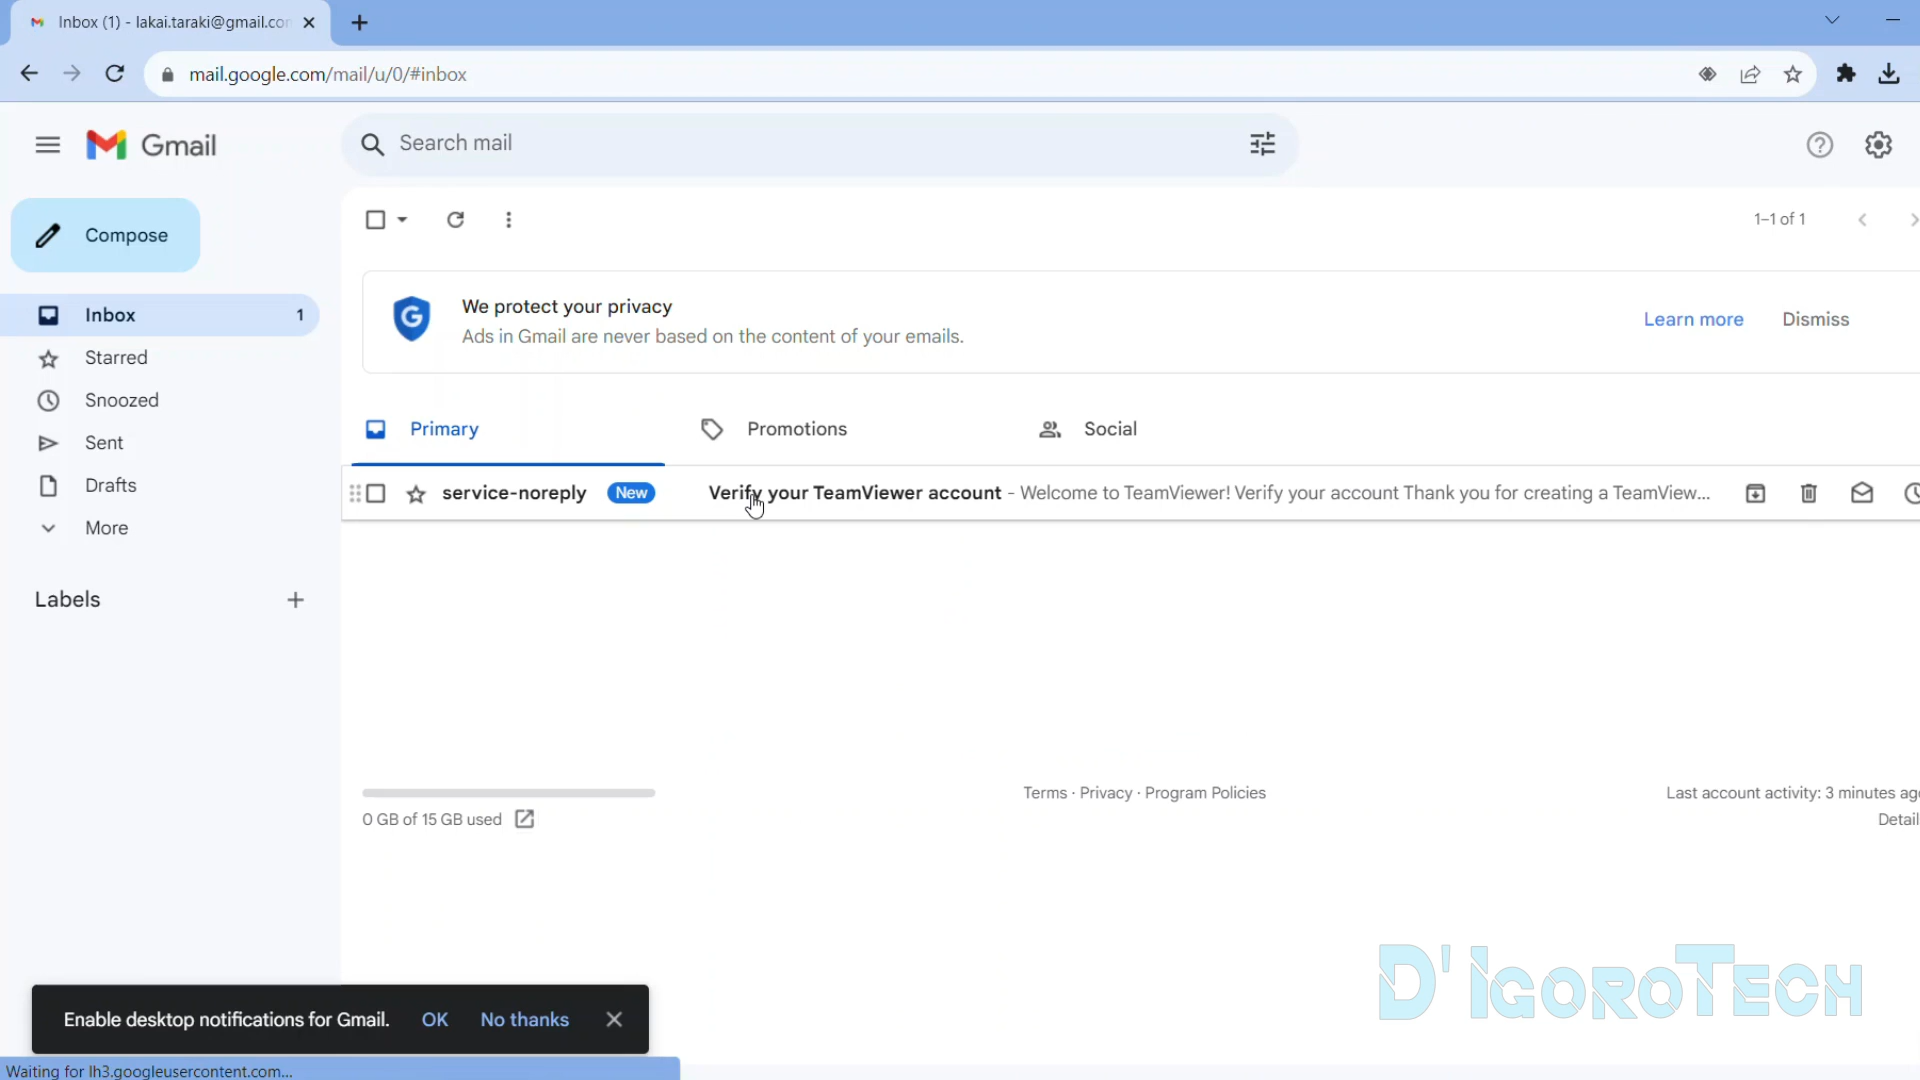 Inbox (1) - lakai.taraki@gmail.co
mail.google.com/mail/u/0/#inbox
Gmail
Search mail
Compose
1–1 of 1
We protect your privacy
Ads in Gmail are never based on the content of your emails.
Learn more
Dismiss
Inbox 1
Starred
Snoozed
Sent
Drafts
More
Labels
Primary
Promotions
Social
service-noreply New Verify your TeamViewer account - Welcome to TeamViewer! Verify your account Thank you for creating a TeamView...
0 GB of 15 GB used
Terms · Privacy · Program Policies
Last account activity: 3 minutes ag
Detail
D' IGOROTECH
Enable desktop notifications for Gmail. OK No thanks
Waiting for lh3.googleusercontent.com...